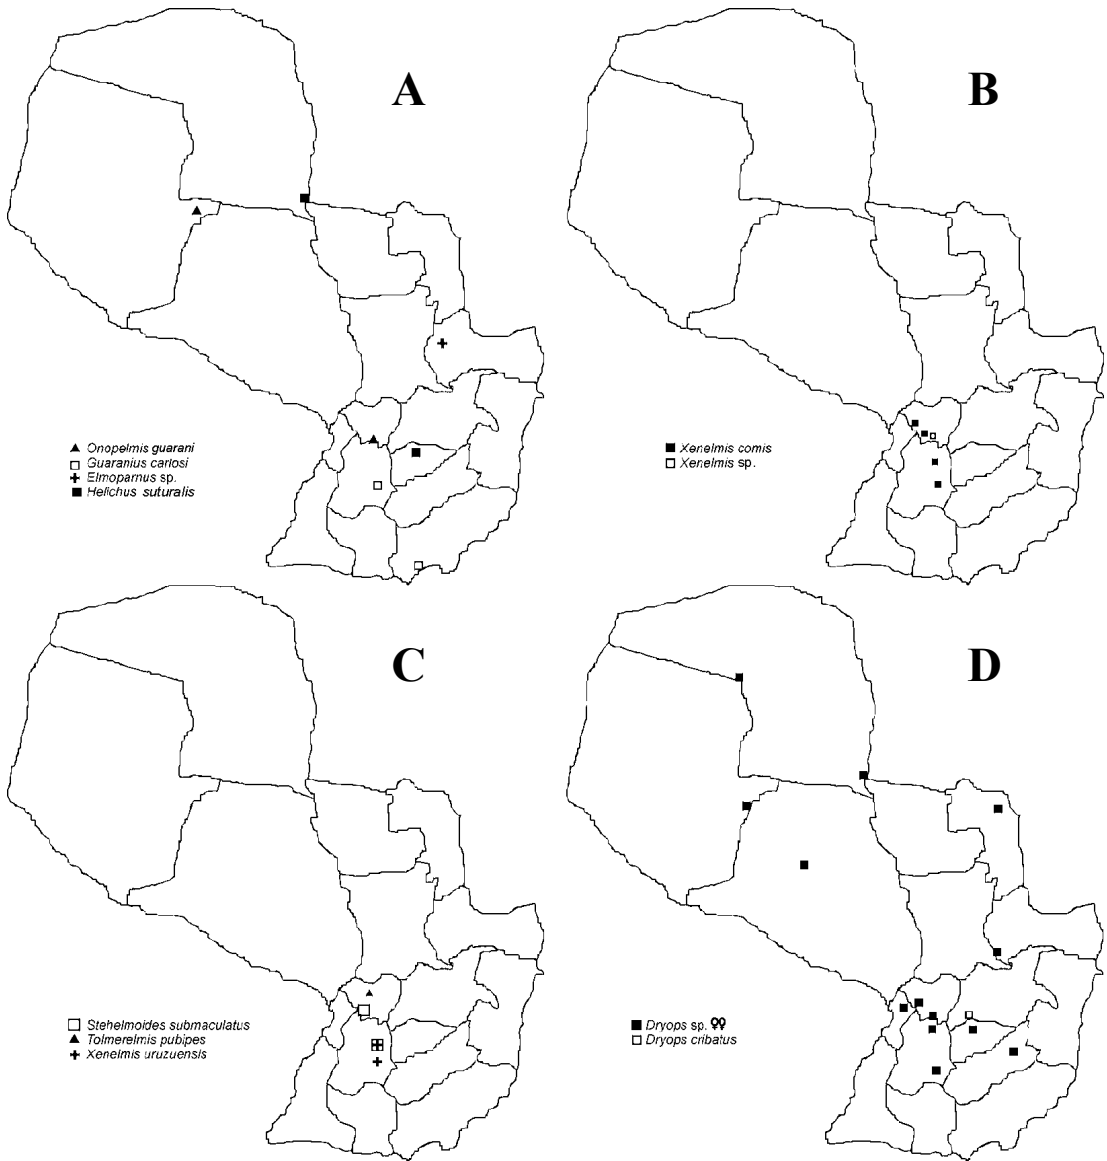 A
▲ Onopelmis guarani
□ Guaranius carlosi
✚ Elmoparnus sp.
■ Helichus suturalis
B
■ Xenelmis comis
□ Xenelmis sp.
C
□ Stehelmoides submaculatus
▲ Tolmerelmis pubipes
✚ Xenelmis uruzuensis
D
■ Dryops sp. ♀♀
□ Dryops cribatus